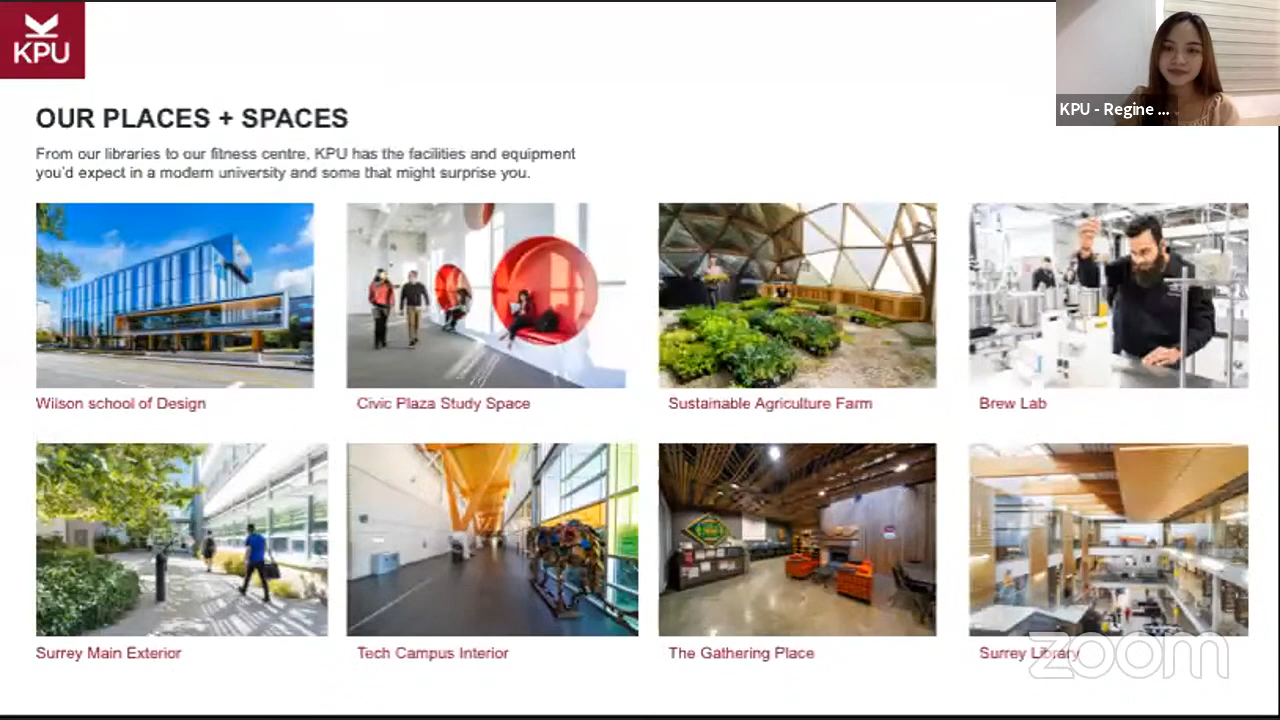 KPU
KPU - Regine ...
OUR PLACES + SPACES
From our libraries to our fitness centre, KPU has the facilities and equipment
you'd expect in a modern university and some that might surprise you.
Wilson school of Design
Civic Plaza Study Space
Sustainable Agriculture Farm
Brew Lab
Surrey Main Exterior
Tech Campus Interior
The Gathering Place
Surrey Library
zoom